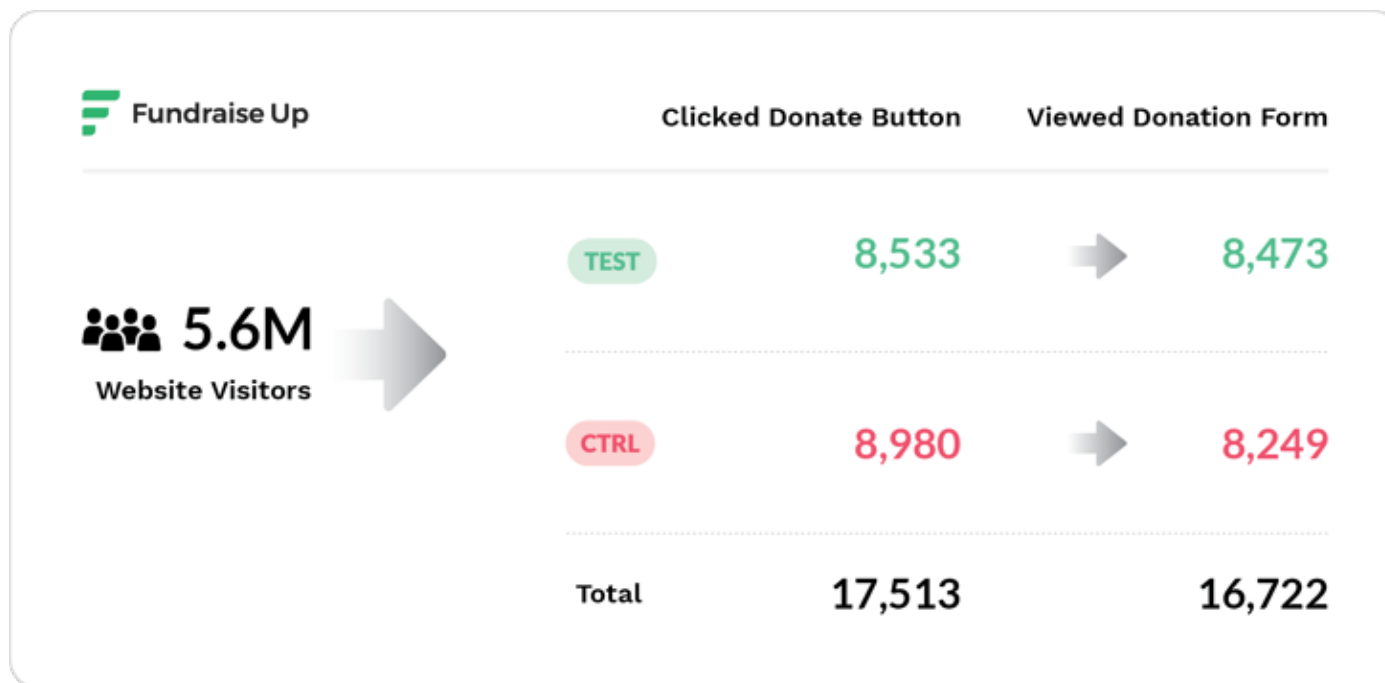 Fundraise Up
Clicked Donate Button Viewed Donation Form
TEST 8,533 8,473
5.6M
Website Visitors
CTRL 8,980 8,249
Total 17,513 16,722